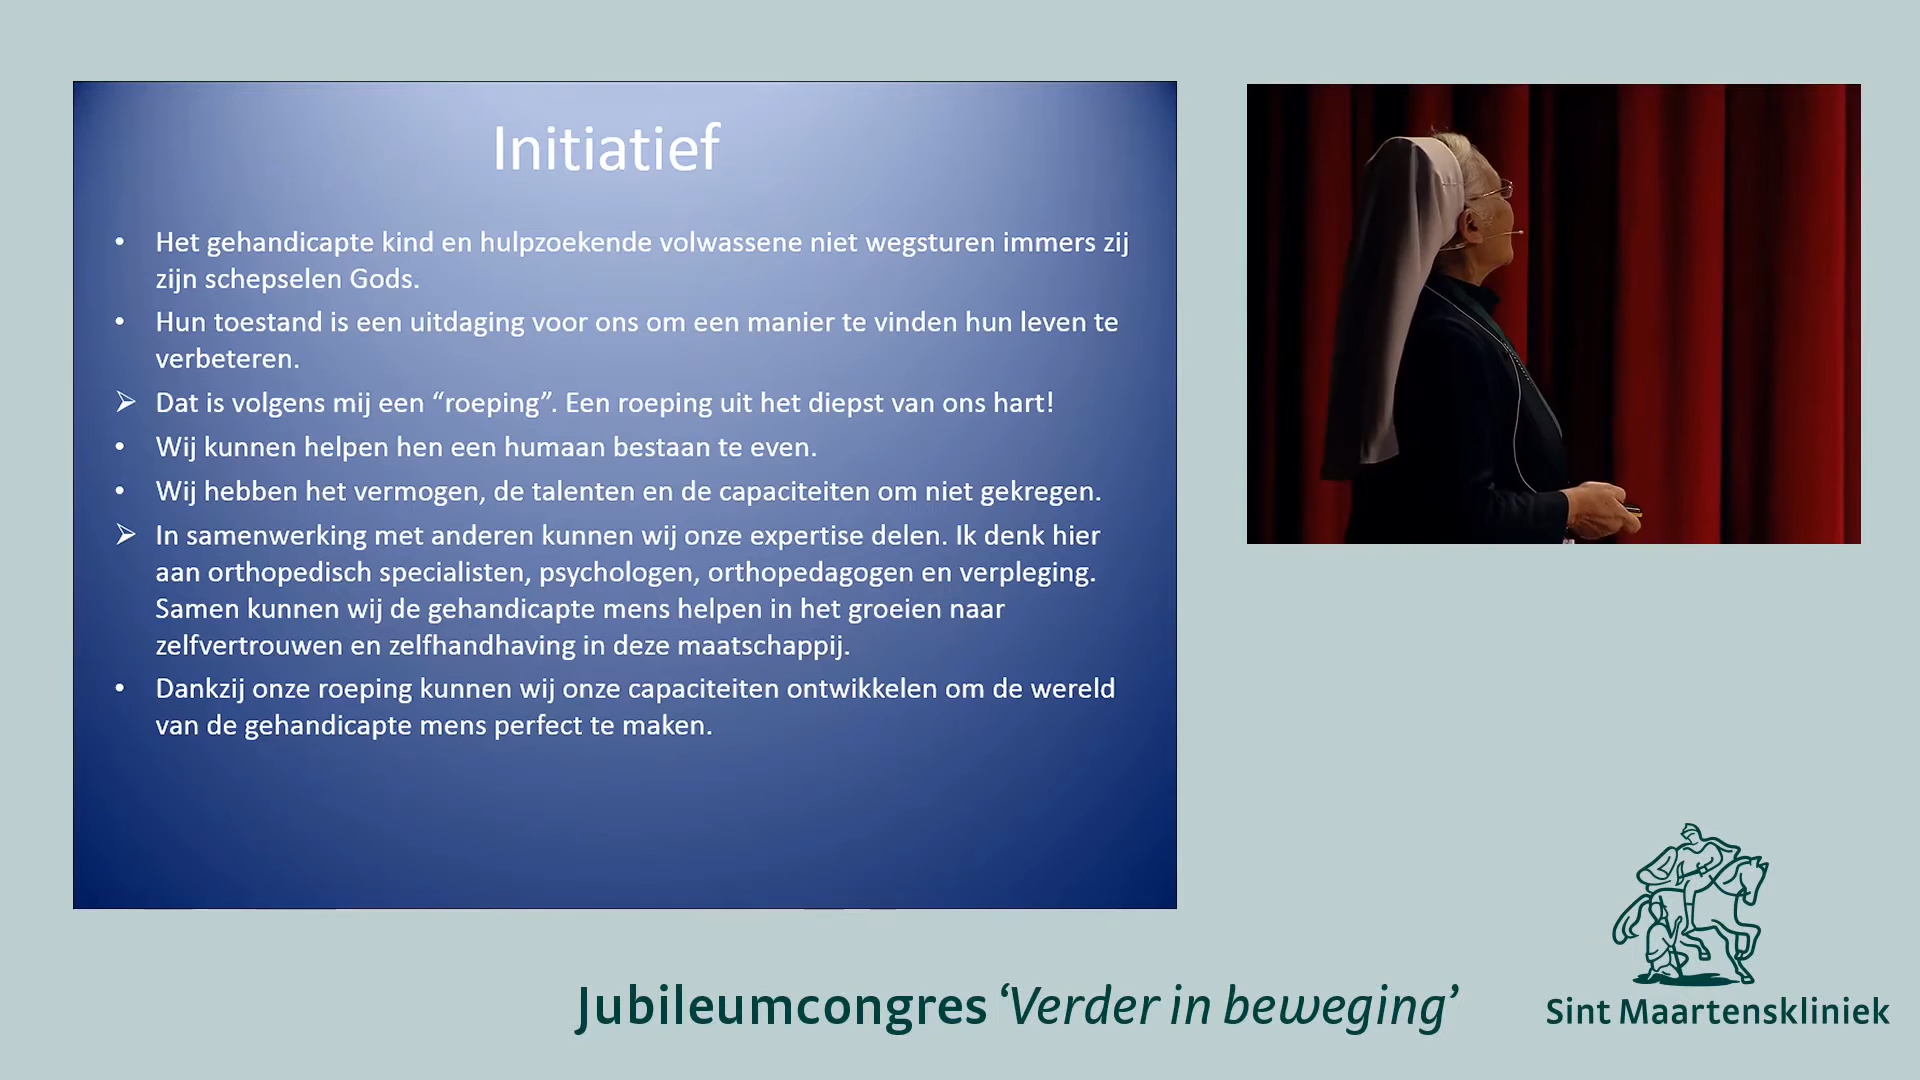 Initiatief
• Het gehandicapte kind en hulpzoekende volwassene niet wegsturen immers zij
zijn schepselen Gods.
• Hun toestand is een uitdaging voor ons om een manier te vinden hun leven te
verbeteren.
➢ Dat is volgens mij een “roeping”. Een roeping uit het diepst van ons hart!
• Wij kunnen helpen hen een humaan bestaan te even.
• Wij hebben het vermogen, de talenten en de capaciteiten om niet gekregen.
➢ In samenwerking met anderen kunnen wij onze expertise delen. Ik denk hier
aan orthopedisch specialisten, psychologen, orthopedagogen en verpleging.
Samen kunnen wij de gehandicapte mens helpen in het groeien naar
zelfvertrouwen en zelfhandhaving in deze maatschappij.
• Dankzij onze roeping kunnen wij onze capaciteiten ontwikkelen om de wereld
van de gehandicapte mens perfect te maken.
Jubileumcongres ‘Verder in beweging’
Sint Maartenskliniek